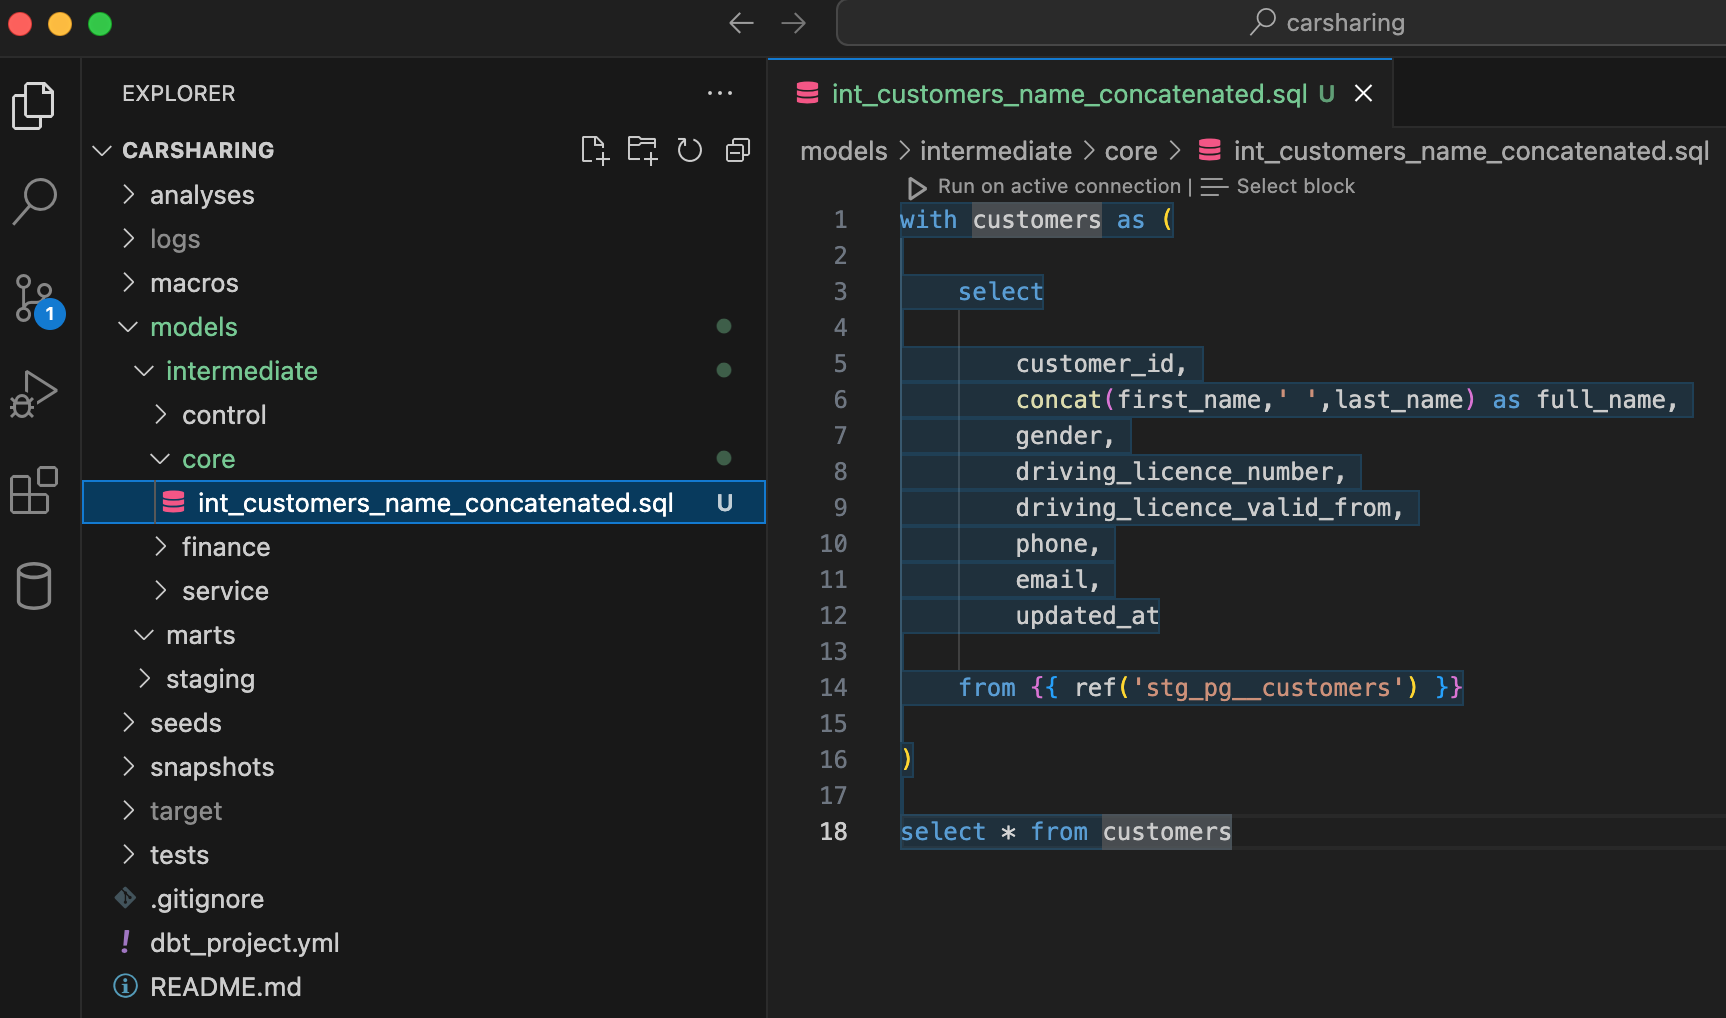 carsharing
EXPLORER
CARSHARING
analyses
logs
macros
models
intermediate
control
core
int_customers_name_concatenated.sql U
finance
service
marts
staging
seeds
snapshots
target
tests
.gitignore
! dbt_project.yml
README.md
1
int_customers_name_concatenated.sql U
models > intermediate > core > int_customers_name_concatenated.sql
Run on active connection | Select block
1 with customers as (
2
3     select
4
5         customer_id,
6         concat(first_name,' ',last_name) as full_name,
7         gender,
8         driving_licence_number,
9         driving_licence_valid_from,
10         phone,
11         email,
12         updated_at
13
14     from {{ ref('stg_pg__customers') }}
15
16 )
17
18 select * from customers